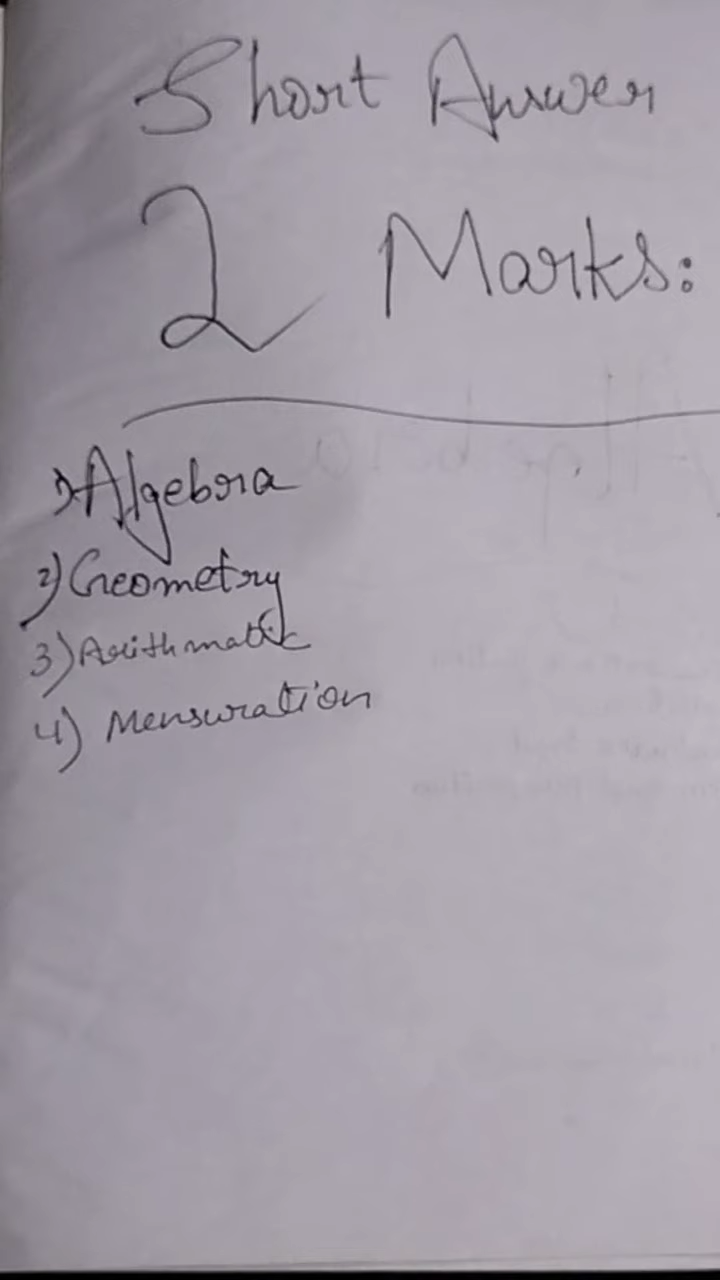 Short Answer
2 Marks:
1) Algebra
2) Geometry
3) Arithmatic
4) Mensuration